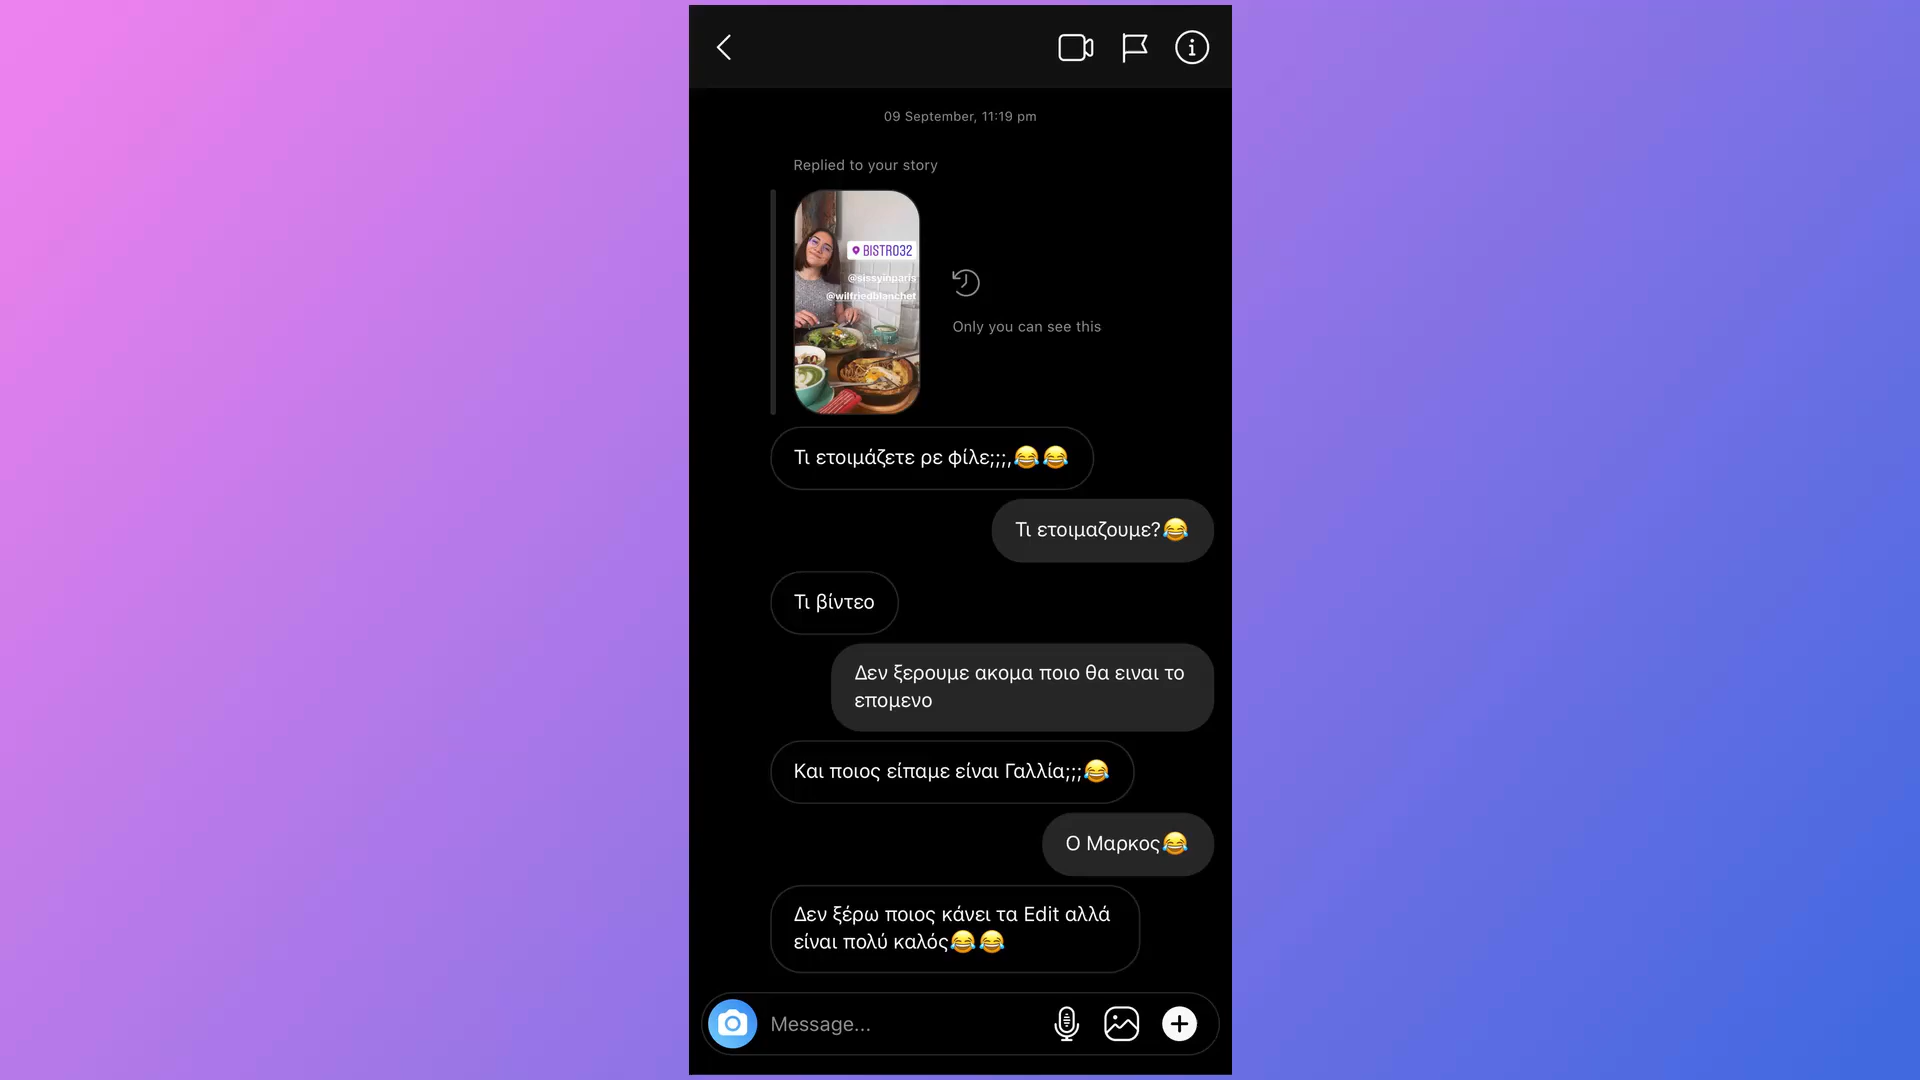 09 September, 11:19 pm
Replied to your story
BISTRO32
@sissyinparis
@wilfriedblanchet
Only you can see this
Τι ετοιμάζετε ρε φίλε;;;,😂😂
Τι ετοιμαζουμε?😂
Τι βίντεο
Δεν ξερουμε ακομα ποιο θα ειναι το
επομενο
Και ποιος είπαμε είναι Γαλλία;;;😂
Ο Μαρκος😂
Δεν ξέρω ποιος κάνει τα Edit αλλά
είναι πολύ καλός😂😂
Message...